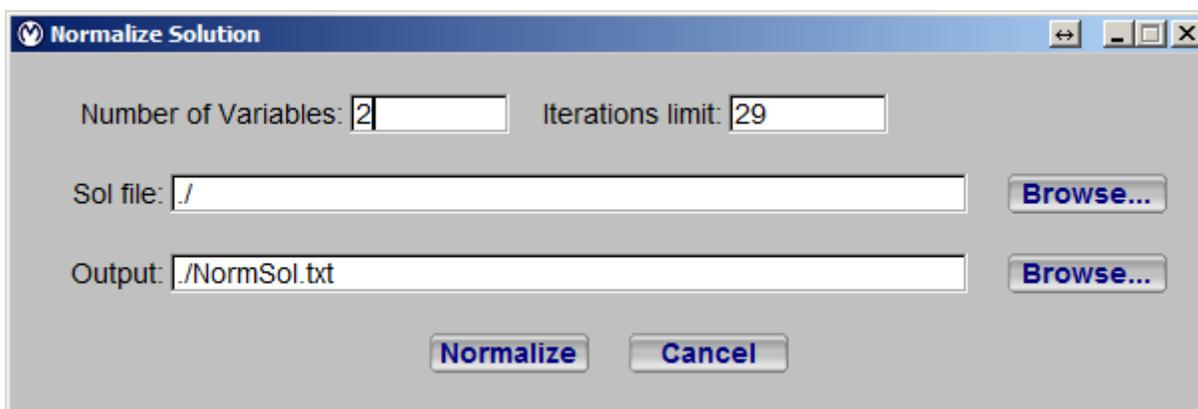 Normalize Solution
Number of Variables: 2 Iterations limit: 29
Sol file: ./ Browse...
Output: ./NormSol.txt Browse...
Normalize Cancel